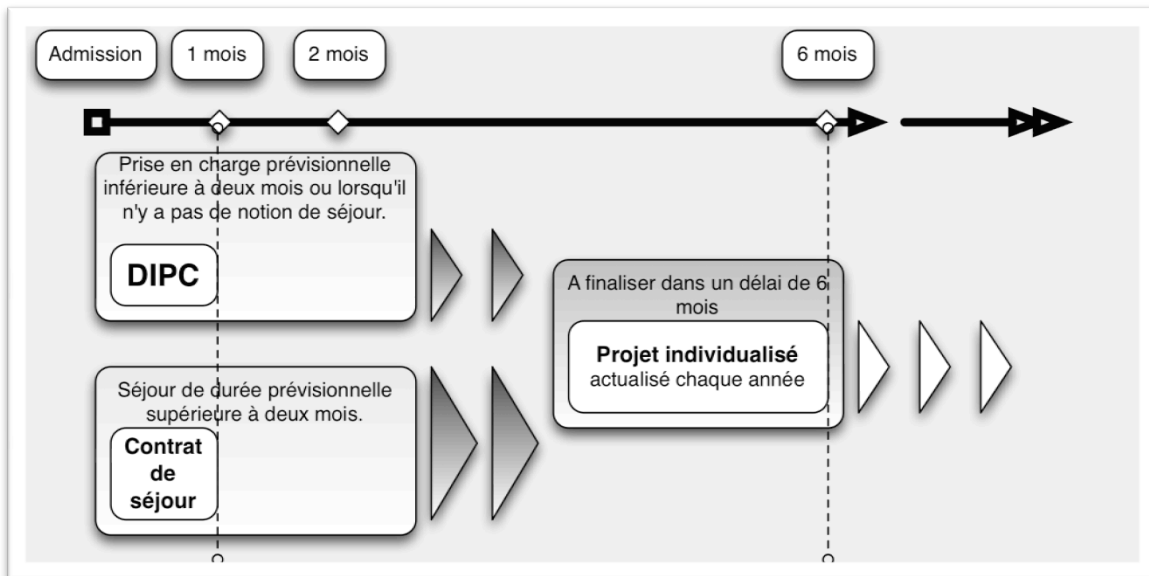 Admission
1 mois
2 mois
6 mois
Prise en charge prévisionnelle
inférieure à deux mois ou lorsqu'il
n'y a pas de notion de séjour.
DIPC
A finaliser dans un délai de 6
mois
Projet individualisé
actualisé chaque année
Séjour de durée prévisionnelle
supérieure à deux mois.
Contrat
de
séjour